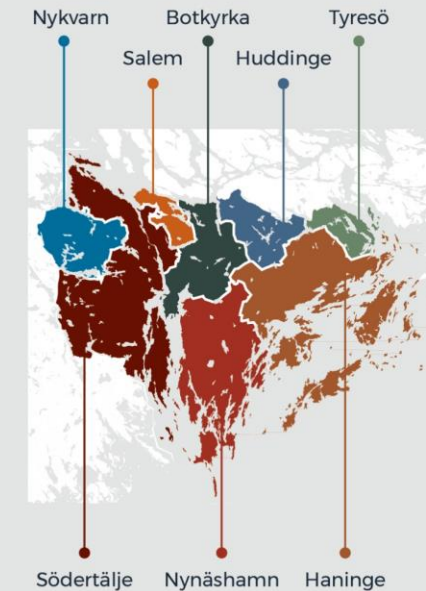 Nykvarn
Botkyrka
Tyresö
Salem
Huddinge
Södertälje
Nynäshamn
Haninge